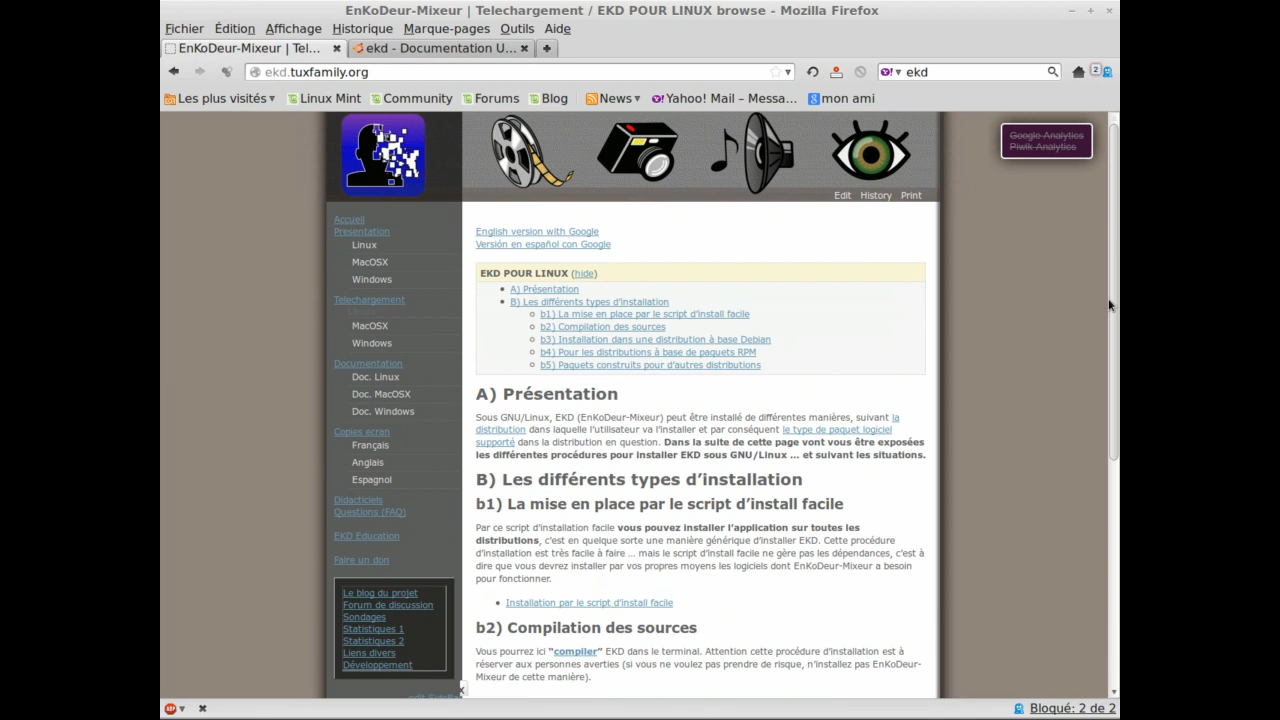 EnKoDeur-Mixeur | Telechargement / EKD POUR LINUX browse - Mozilla Firefox
Fichier Édition Affichage Historique Marque-pages Outils Aide
EnKoDeur-Mixeur | Tel... ekd - Documentation U...
ekd.tuxfamily.org ekd 2
Les plus visités Linux Mint Community Forums Blog News Yahoo! Mail – Messa... mon ami
Google Analytics
Piwik Analytics
Edit History Print
Accueil
Presentation
Linux
MacOSX
Windows
Telechargement
Linux
MacOSX
Windows
Documentation
Doc. Linux
Doc. MacOSX
Doc. Windows
Copies ecran
Français
Anglais
Espagnol
Didacticiels
Questions (FAQ)
EKD Education
Faire un don
Le blog du projet
Forum de discussion
Sondages
Statistiques 1
Statistiques 2
Liens divers
Développement
English version with Google
Versión en español con Google
EKD POUR LINUX (hide)
A) Présentation
B) Les différents types d’installation
b1) La mise en place par le script d’install facile
b2) Compilation des sources
b3) Installation dans une distribution à base Debian
b4) Pour les distributions à base de paquets RPM
b5) Paquets construits pour d’autres distributions
A) Présentation
Sous GNU/Linux, EKD (EnKoDeur-Mixeur) peut être installé de différentes manières, suivant la
distribution dans laquelle l’utilisateur va l’installer et par conséquent le type de paquet logiciel
supporté dans la distribution en question. Dans la suite de cette page vont vous être exposées
les différentes procédures pour installer EKD sous GNU/Linux ... et suivant les situations.
B) Les différents types d’installation
b1) La mise en place par le script d’install facile
Par ce script d’installation facile vous pouvez installer l’application sur toutes les
distributions, c’est en quelque sorte une manière générique d’installer EKD. Cette procédure
d’installation est très facile à faire ... mais le script d’install facile ne gère pas les dépendances, c’est à
dire que vous devrez installer par vos propres moyens les logiciels dont EnKoDeur-Mixeur a besoin
pour fonctionner.
Installation par le script d’install facile
b2) Compilation des sources
Vous pourrez ici “compiler” EKD dans le terminal. Attention cette procédure d’installation est à
réserver aux personnes averties (si vous ne voulez pas prendre de risque, n’installez pas EnKoDeur-
Mixeur de cette manière).
Bloqué: 2 de 2